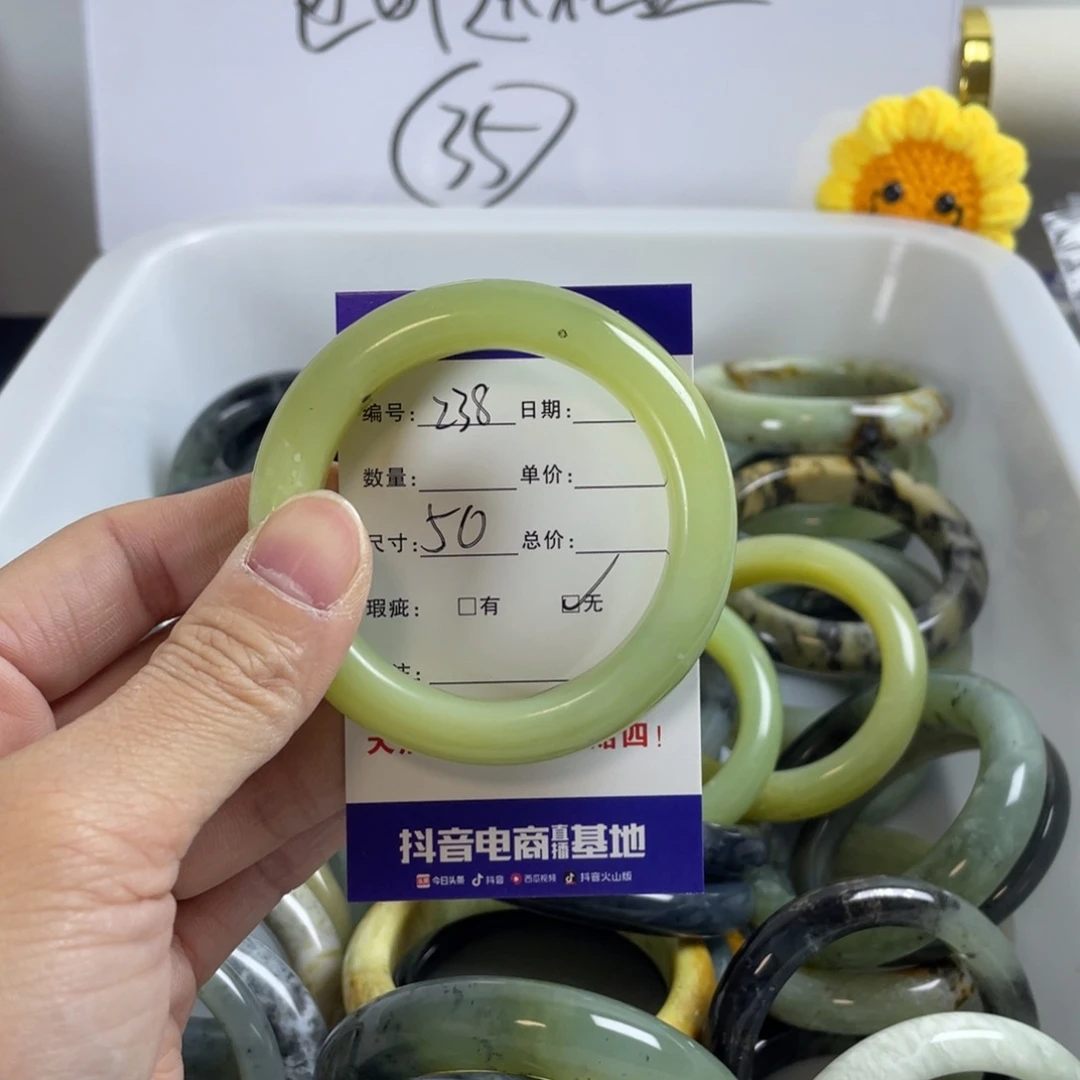 35
编号: 238 日期:
数量: 单价:
尺寸: 50 总价:
瑕疵: □有 ☑无
四!
抖音电商直播基地
今日头条 抖音 西瓜视频 抖音火山版